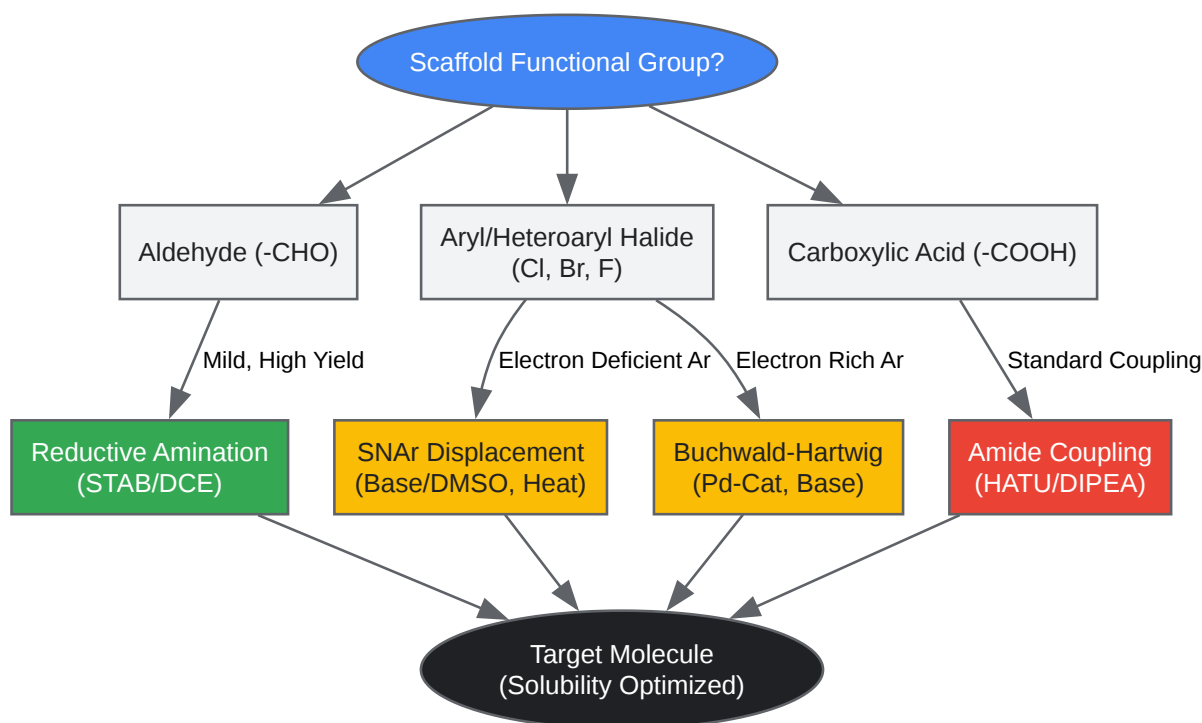 Scaffold Functional Group?
Aldehyde (-CHO)
Aryl/Heteroaryl Halide
(Cl, Br, F)
Carboxylic Acid (-COOH)
Mild, High Yield
Electron Deficient Ar
Electron Rich Ar
Standard Coupling
Reductive Amination
(STAB/DCE)
SNAr Displacement
(Base/DMSO, Heat)
Buchwald-Hartwig
(Pd-Cat, Base)
Amide Coupling
(HATU/DIPEA)
Target Molecule
(Solubility Optimized)